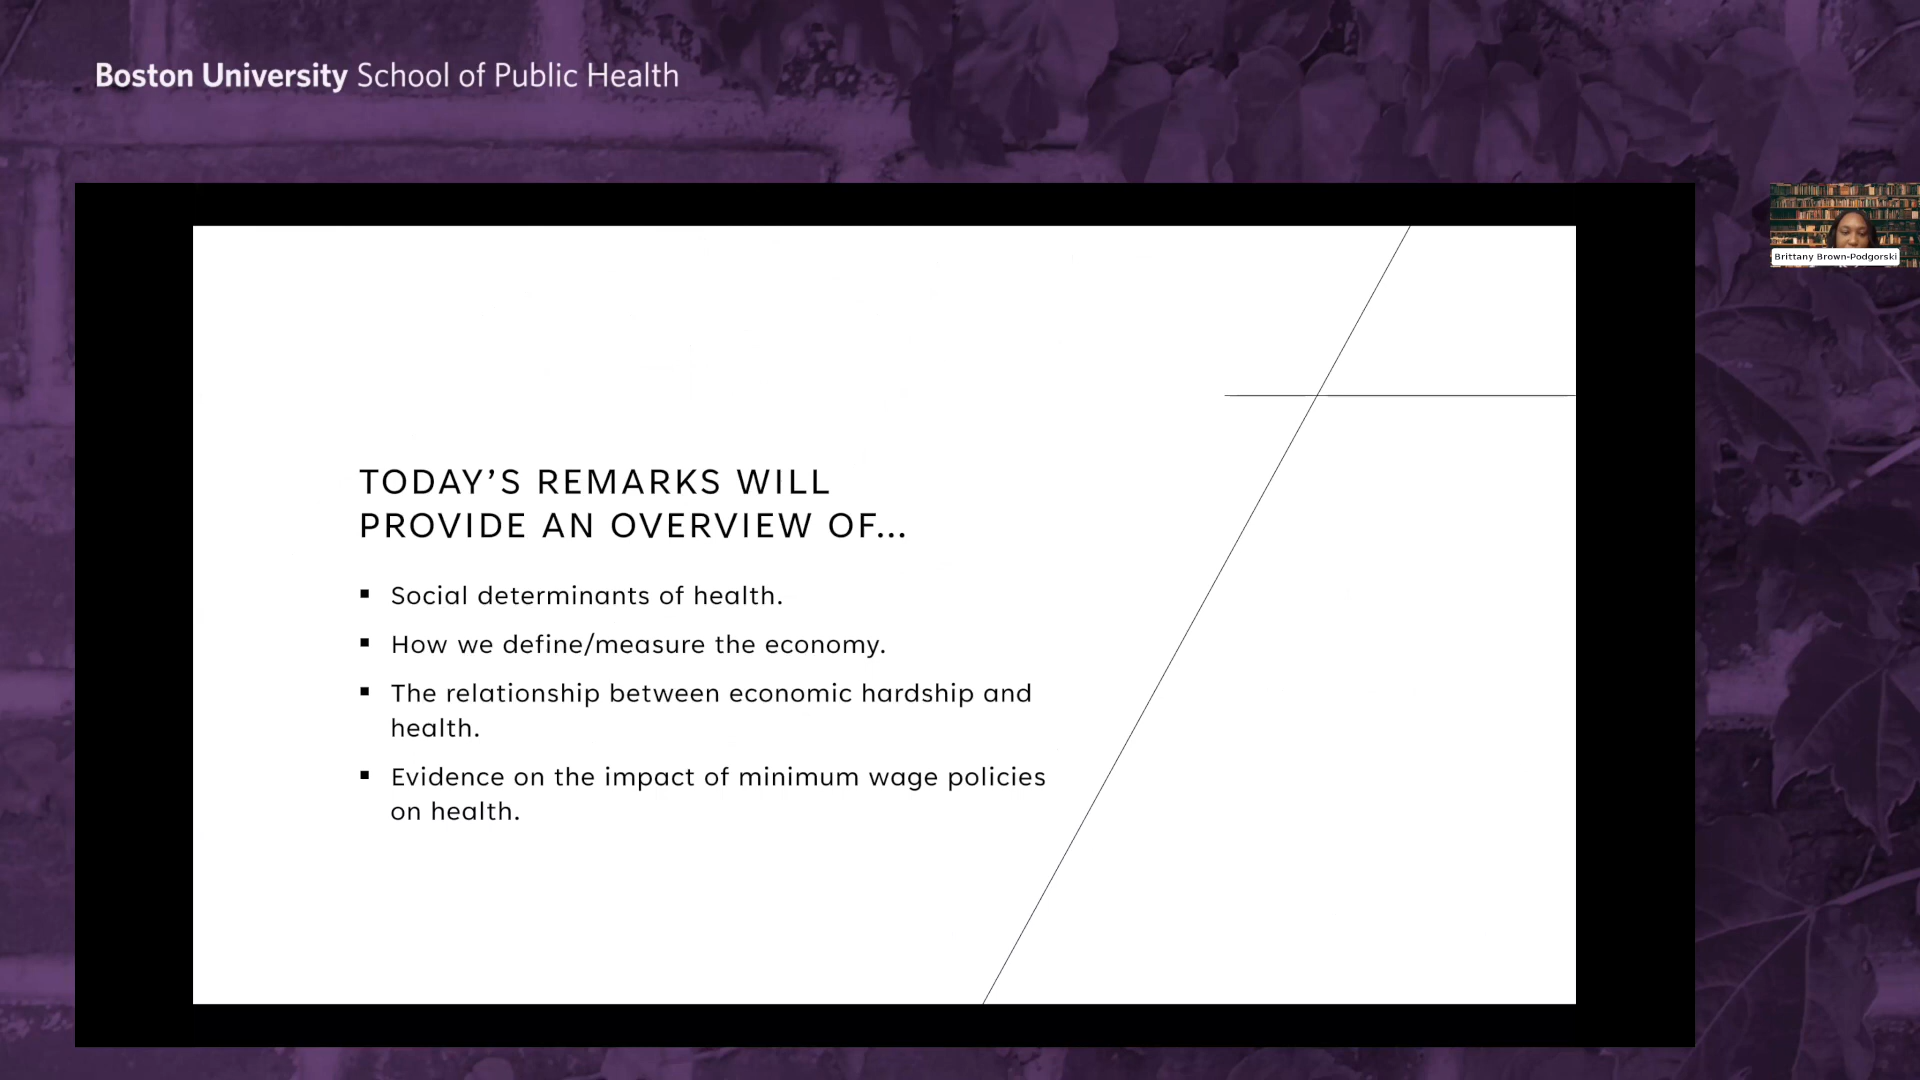 Boston University School of Public Health
Brittany Brown-Podgorski
TODAY’S REMARKS WILL
PROVIDE AN OVERVIEW OF...
▪ Social determinants of health.
▪ How we define/measure the economy.
▪ The relationship between economic hardship and
health.
▪ Evidence on the impact of minimum wage policies
on health.